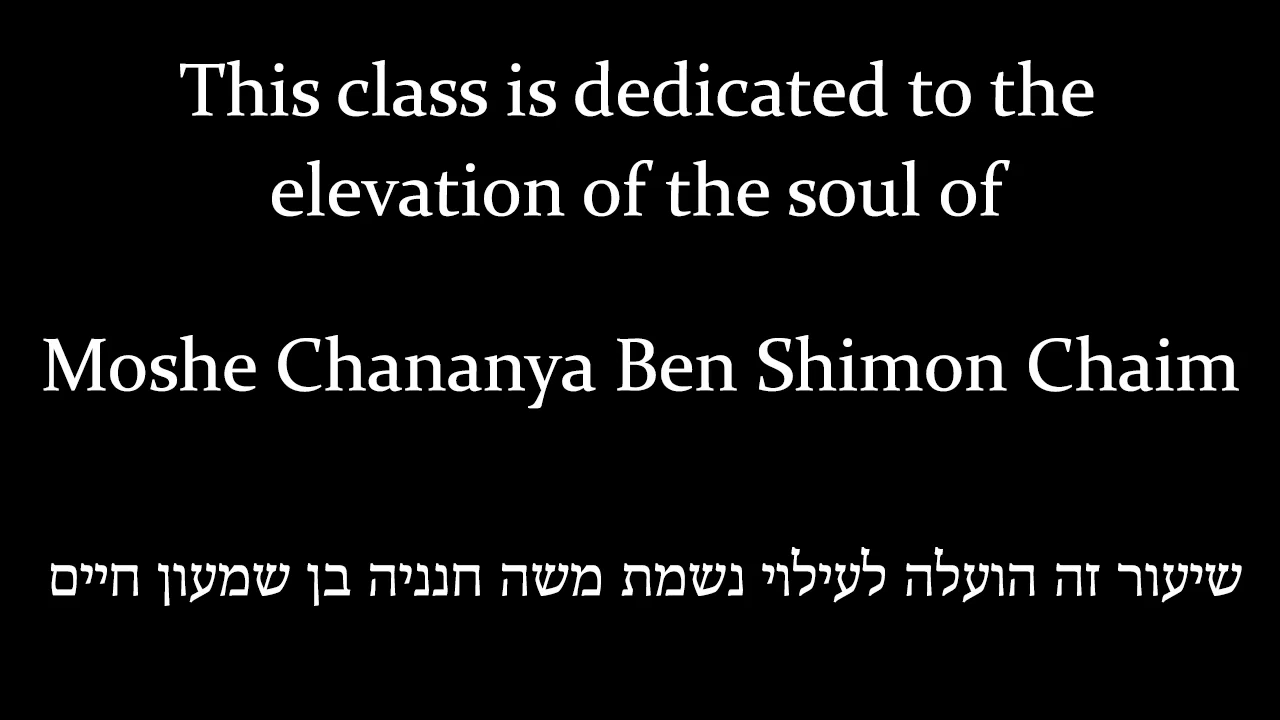 This class is dedicated to the
elevation of the soul of
Moshe Chananya Ben Shimon Chaim
שיעור זה הועלה לעילוי נשמת משה חנניה בן שמעון חיים